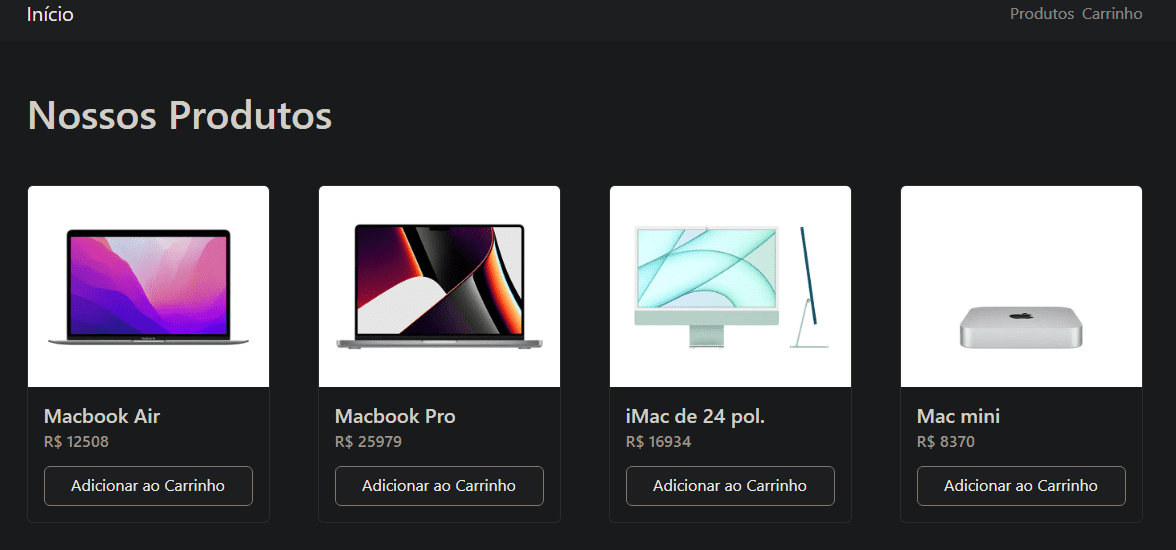 Início
Produtos Carrinho
Nossos Produtos
Macbook Air
R$ 12508
Adicionar ao Carrinho
Macbook Pro
R$ 25979
Adicionar ao Carrinho
iMac de 24 pol.
R$ 16934
Adicionar ao Carrinho
Mac mini
R$ 8370
Adicionar ao Carrinho